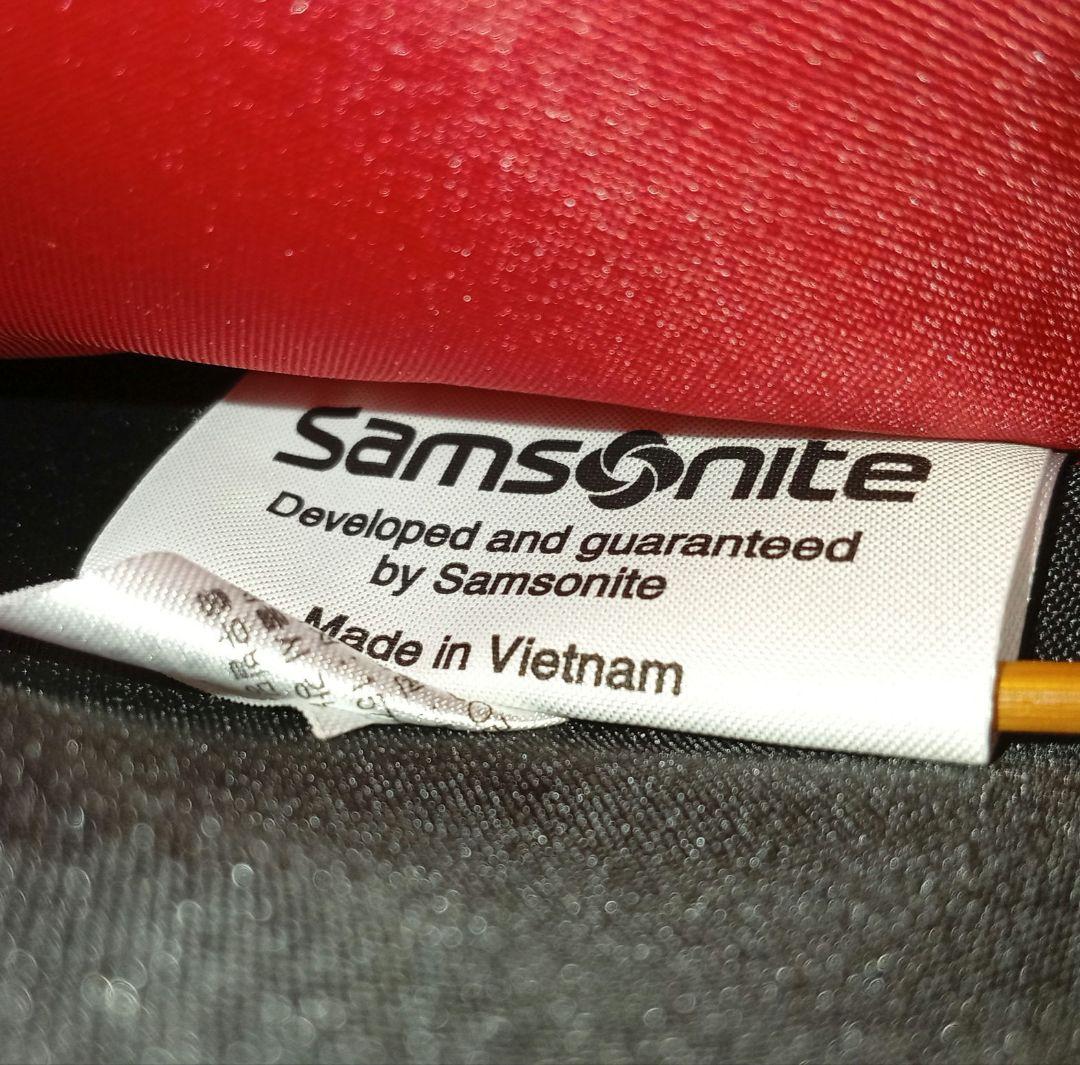 Samsonite
Developed and guaranteed
by Samsonite
Made in Vietnam